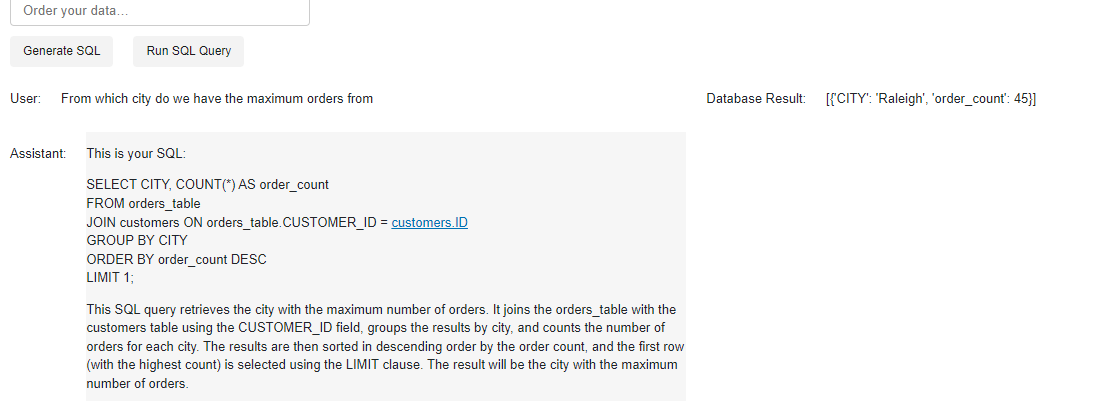 Order your data…
Generate SQL
Run SQL Query
User: From which city do we have the maximum orders from
Database Result: [{'CITY': 'Raleigh', 'order_count': 45}]
Assistant: This is your SQL:
SELECT CITY, COUNT(*) AS order_count
FROM orders_table
JOIN customers ON orders_table.CUSTOMER_ID = customers.ID
GROUP BY CITY
ORDER BY order_count DESC
LIMIT 1;
This SQL query retrieves the city with the maximum number of orders. It joins the orders_table with the
customers table using the CUSTOMER_ID field, groups the results by city, and counts the number of
orders for each city. The results are then sorted in descending order by the order count, and the first row
(with the highest count) is selected using the LIMIT clause. The result will be the city with the maximum
number of orders.